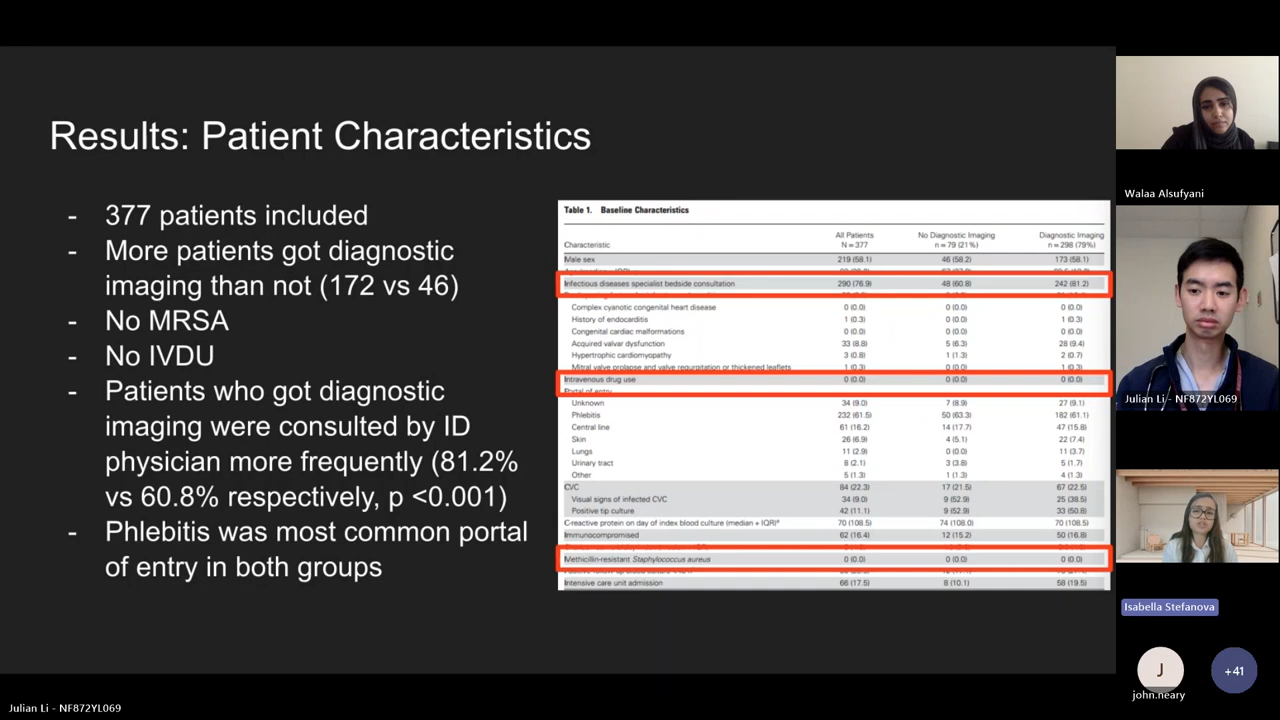 Results: Patient Characteristics
- 377 patients included
- More patients got diagnostic
imaging than not (172 vs 46)
- No MRSA
- No IVDU
- Patients who got diagnostic
imaging were consulted by ID
physician more frequently (81.2%
vs 60.8% respectively, p <0.001)
- Phlebitis was most common portal
of entry in both groups
Table 1. Baseline Characteristics
All Patients No Diagnostic Imaging Diagnostic Imaging
Characteristic N = 377 n = 79 (21%) n = 298 (79%)
Male sex 219 (58.1) 46 (58.2) 173 (58.1)
Infectious diseases specialist bedside consultation 290 (76.9) 48 (60.8) 242 (81.2)
Complex cyanotic congenital heart disease 0 (0.0) 0 (0.0) 0 (0.0)
History of endocarditis 1 (0.3) 0 (0.0) 1 (0.3)
Congenital cardiac malformations 0 (0.0) 0 (0.0) 0 (0.0)
Acquired valvar dysfunction 33 (8.8) 5 (6.3) 28 (9.4)
Hypertrophic cardiomyopathy 3 (0.8) 1 (1.3) 2 (0.7)
Mitral valve prolapse and valve regurgitation or thickened leaflets 1 (0.3) 0 (0.0) 1 (0.3)
Intravenous drug use 0 (0.0) 0 (0.0) 0 (0.0)
Portal of entry
Unknown 34 (9.0) 7 (8.9) 27 (9.1)
Phlebitis 232 (61.5) 50 (63.3) 182 (61.1)
Central line 61 (16.2) 14 (17.7) 47 (15.8)
Skin 26 (6.9) 4 (5.1) 22 (7.4)
Lungs 11 (2.9) 0 (0.0) 11 (3.7)
Urinary tract 8 (2.1) 3 (3.8) 5 (1.7)
Other 5 (1.3) 1 (1.3) 4 (1.3)
CVC 84 (22.3) 17 (21.5) 67 (22.5)
Visual signs of infected CVC 34 (9.0) 9 (52.9) 25 (38.5)
Positive tip culture 42 (11.1) 9 (52.9) 33 (50.8)
C-reactive protein on day of index blood culture (median + IQR)ª 70 (108.5) 74 (108.0) 70 (108.5)
Immunocompromised 62 (16.4) 12 (15.2) 50 (16.8)
Methicillin-resistant Staphylococcus aureus 0 (0.0) 0 (0.0) 0 (0.0)
Intensive care unit admission 66 (17.5) 8 (10.1) 58 (19.5)
Walaa Alsufyani
Julian Li - NF872YL069
Isabella Stefanova
J
+41
john.neary
Julian Li - NF872YL069